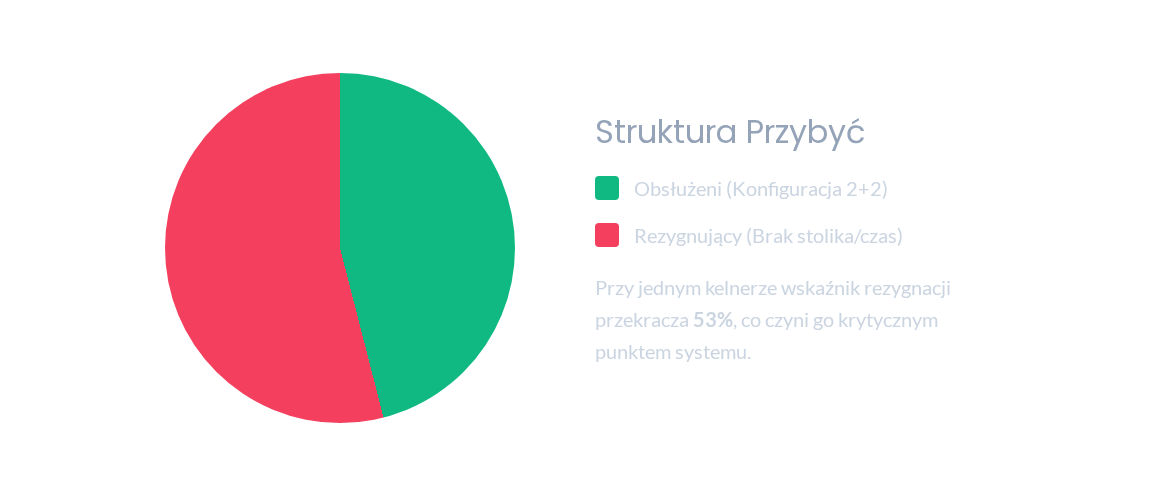 Struktura Przybyć
Obsłużeni (Konfiguracja 2+2)
Rezygnujący (Brak stolika/czas)
Przy jednym kelnerze wskaźnik rezygnacji
przekracza 53%, co czyni go krytycznym
punktem systemu.